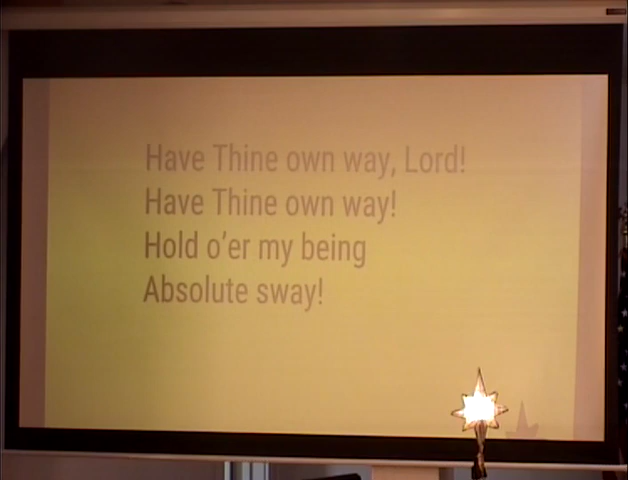 Have Thine own way, Lord!
Have Thine own way!
Hold o'er my being
Absolute sway!